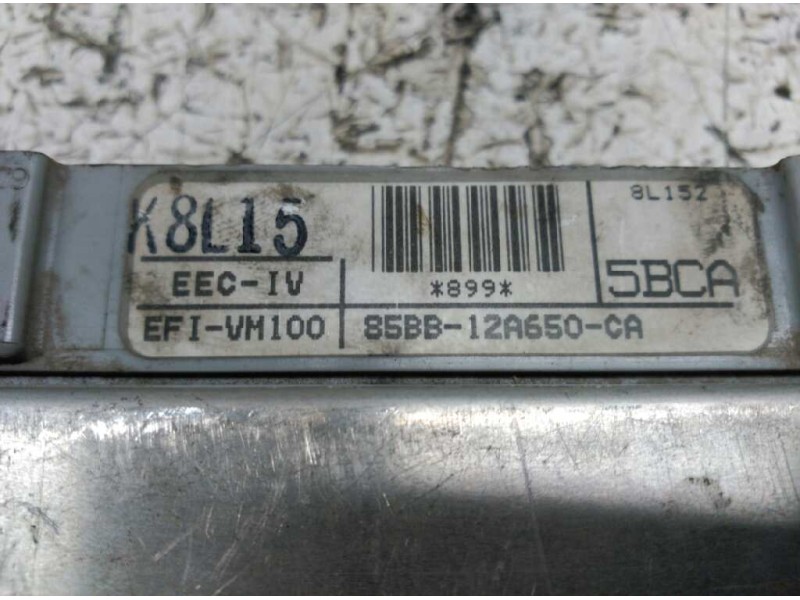 K8L15
8L152
EEC-IV
*899*
5BCA
EFI-VM100
85BB-12A650-CA